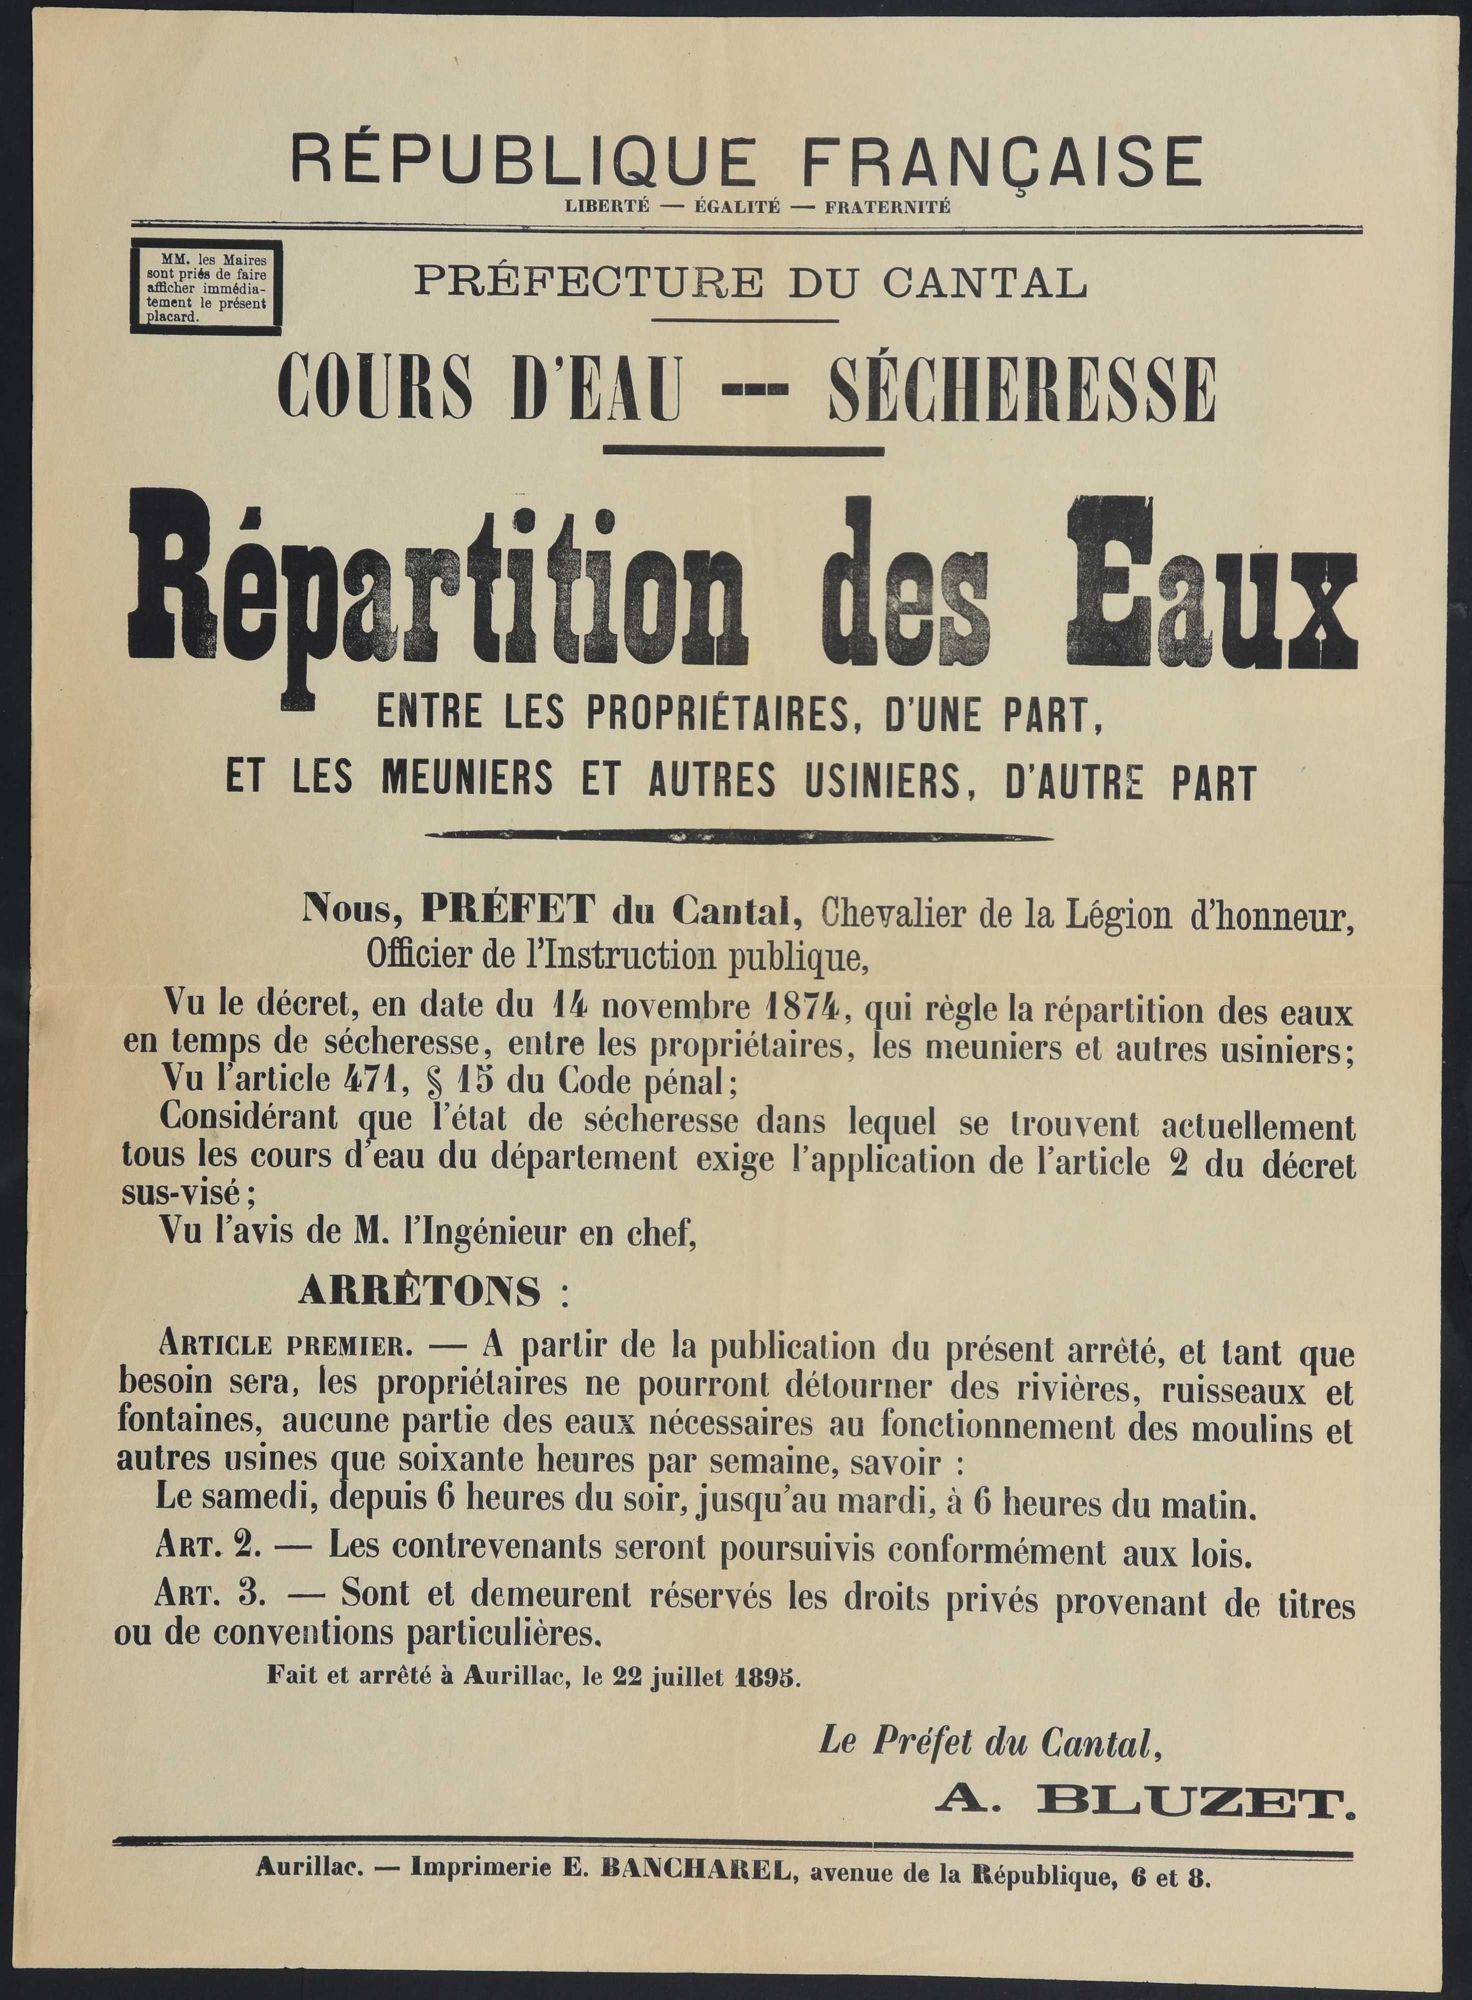 RÉPUBLIQUE FRANÇAISE
LIBERTÉ — ÉGALITÉ — FRATERNITÉ
MM. les Maires
sont priés de faire
afficher immédia-
tement le présent
placard.
PRÉFECTURE DU CANTAL
COURS D'EAU --- SÉCHERESSE
Répartition des Eaux
ENTRE LES PROPRIÉTAIRES, D'UNE PART,
ET LES MEUNIERS ET AUTRES USINIERS, D'AUTRE PART
Nous, PRÉFET du Cantal, Chevalier de la Légion d'honneur,
Officier de l'Instruction publique,
Vu le décret, en date du 14 novembre 1874, qui règle la répartition des eaux
en temps de sécheresse, entre les propriétaires, les meuniers et autres usiniers;
Vu l'article 471, § 15 du Code pénal;
Considérant que l'état de sécheresse dans lequel se trouvent actuellement
tous les cours d'eau du département exige l'application de l'article 2 du décret
sus-visé;
Vu l'avis de M. l'Ingénieur en chef,
ARRÊTONS :
ARTICLE PREMIER. — A partir de la publication du présent arrêté, et tant que
besoin sera, les propriétaires ne pourront détourner des rivières, ruisseaux et
fontaines, aucune partie des eaux nécessaires au fonctionnement des moulins et
autres usines que soixante heures par semaine, savoir :
Le samedi, depuis 6 heures du soir, jusqu'au mardi, à 6 heures du matin.
ART. 2. — Les contrevenants seront poursuivis conformément aux lois.
ART. 3. — Sont et demeurent réservés les droits privés provenant de titres
ou de conventions particulières.
Fait et arrêté à Aurillac, le 22 juillet 1895.
Le Préfet du Cantal,
A. BLUZET.
Aurillac. — Imprimerie E. BANCHAREL, avenue de la République, 6 et 8.